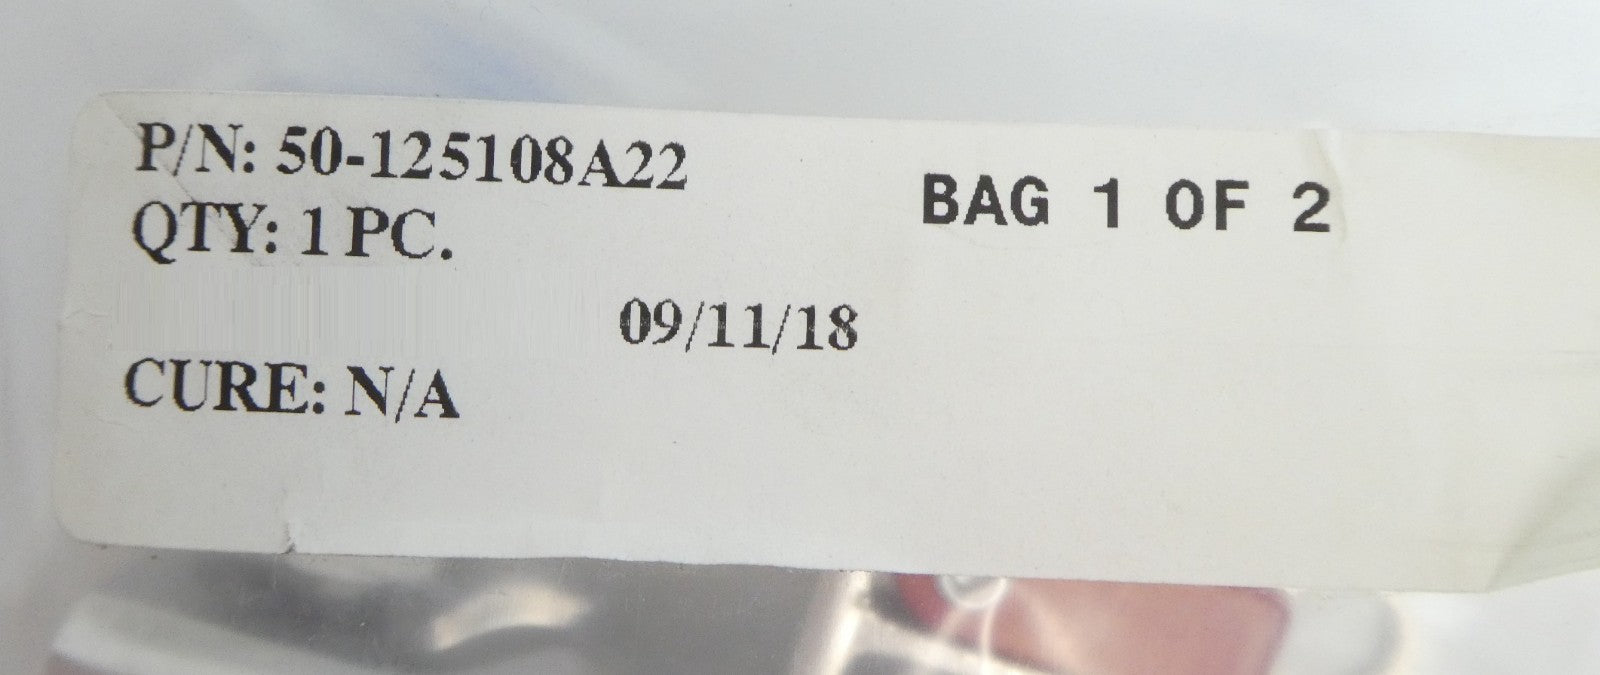 P/N: 50-125108A22
BAG 1 OF 2
QTY: 1 PC.
09/11/18
CURE: N/A